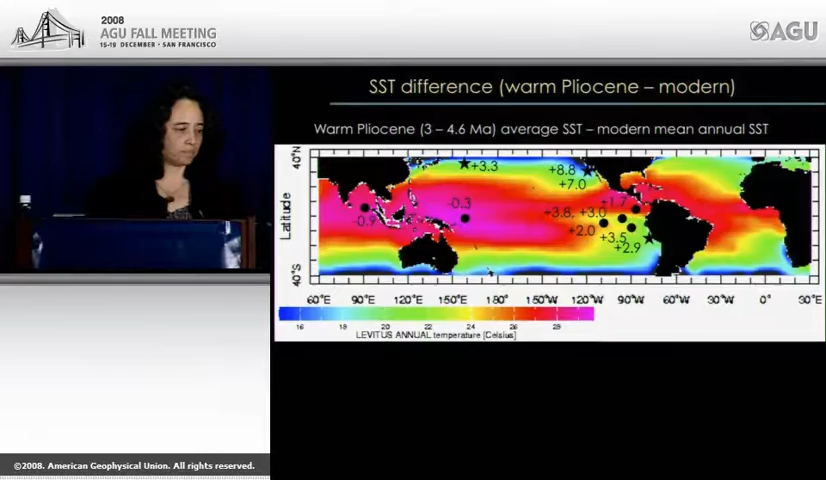 2008
AGU FALL MEETING
15-19 DECEMBER • SAN FRANCISCO
AGU
SST difference (warm Pliocene – modern)
Warm Pliocene (3 – 4.6 Ma) average SST – modern mean annual SST
40°N
Latitude
40°S
+3.3
+8.8
+7.0
-0.9
-0.3
+1.7
+3.8, +3.0
+2.0
+3.5
+2.9
60°E 90°E 120°E 150°E 180° 150°W 120°W 90°W 60°W 30°W 0° 30°E
16 18 20 22 24 26 28
LEVITUS ANNUAL temperature [Celsius]
©2008. American Geophysical Union. All rights reserved.